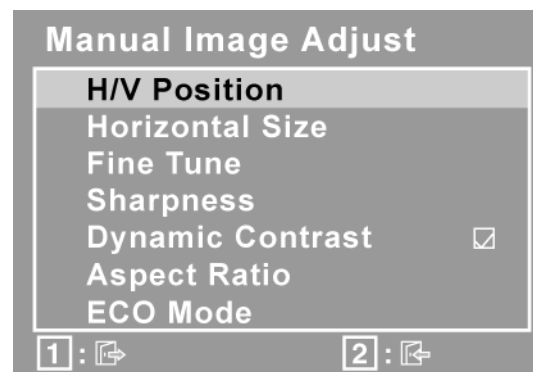 Manual Image Adjust
H/V Position
Horizontal Size
Fine Tune
Sharpness
Dynamic Contrast
Aspect Ratio
ECO Mode
1 : 2 :